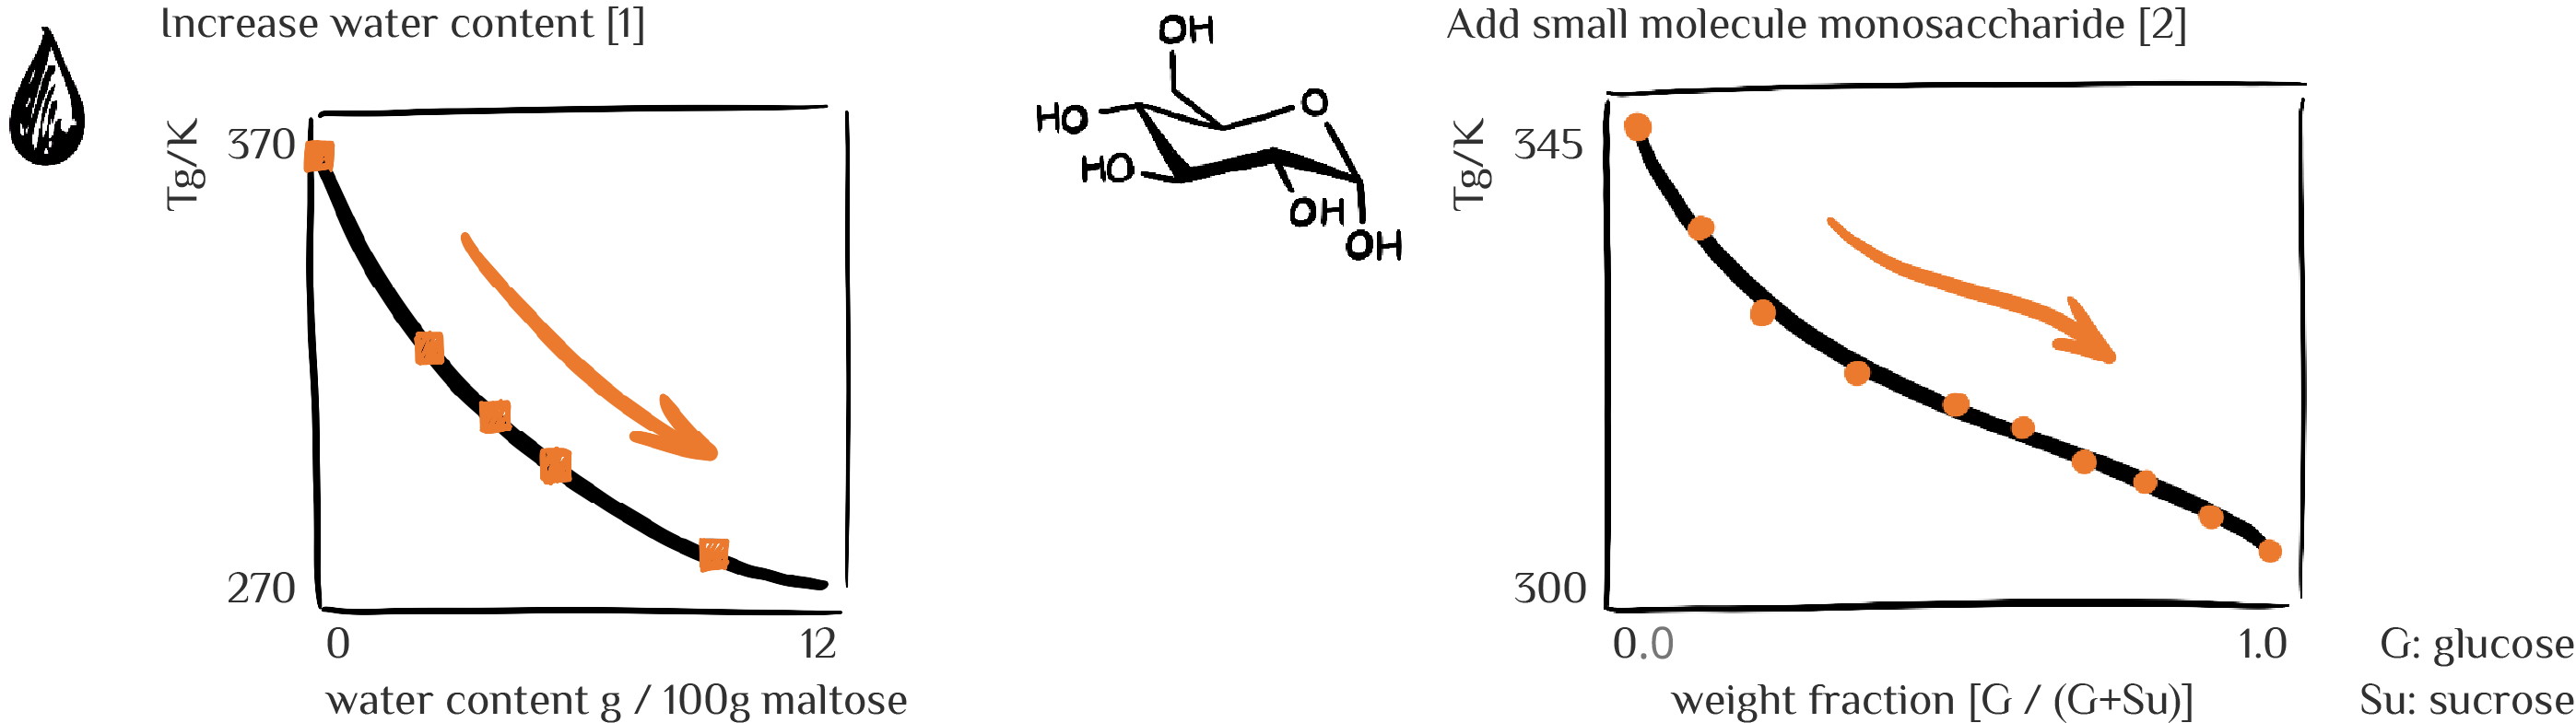 Increase water content [1]
Tg/K
370
270
0
12
water content g / 100g maltose
OH
HO
O
HO
OH
OH
Add small molecule monosaccharide [2]
Tg/K
345
300
0.0
1.0
weight fraction [G / (G+Su)]
G: glucose
Su: sucrose